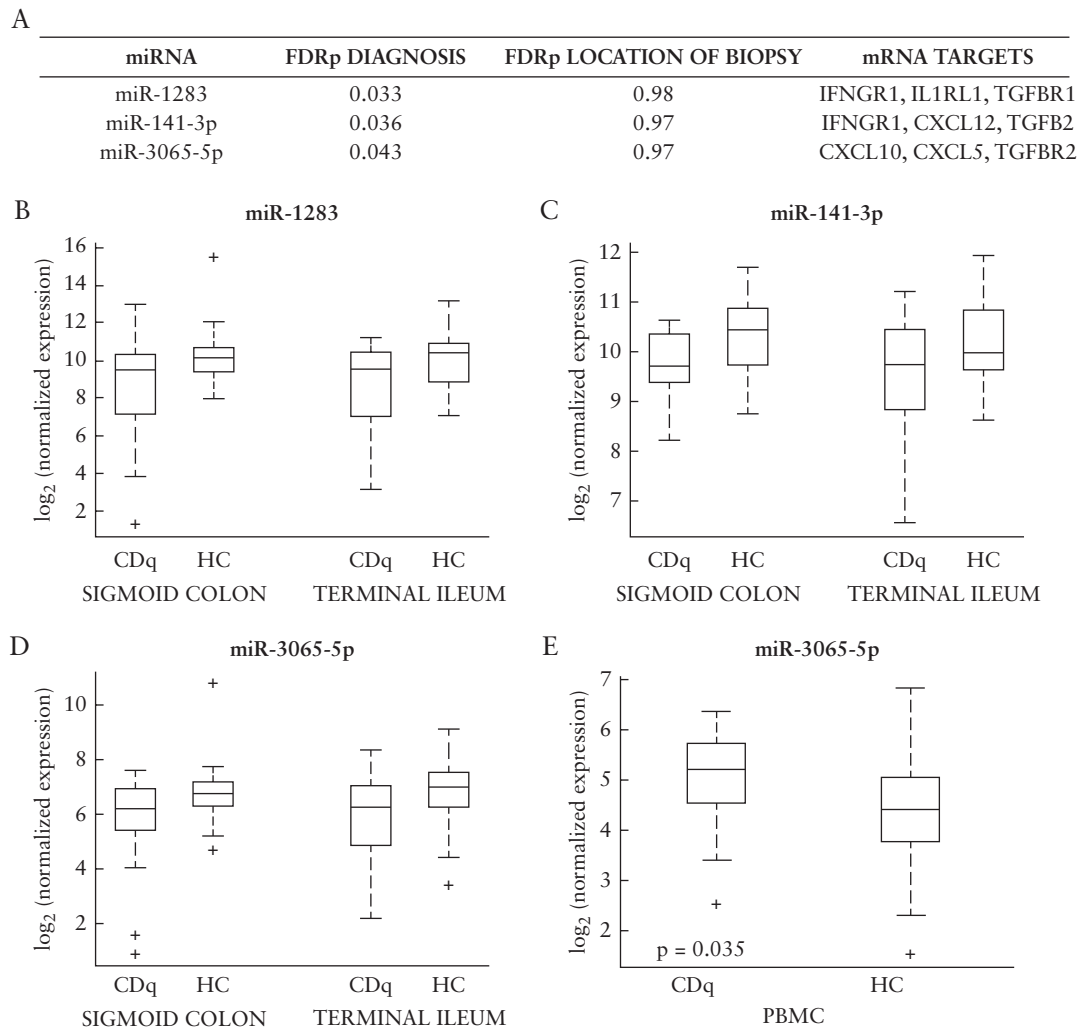 A
miRNA FDRp DIAGNOSIS FDRp LOCATION OF BIOPSY mRNA TARGETS
miR-1283 0.033 0.98 IFNGR1, IL1RL1, TGFBR1
miR-141-3p 0.036 0.97 IFNGR1, CXCL12, TGFB2
miR-3065-5p 0.043 0.97 CXCL10, CXCL5, TGFBR2
B
miR-1283
log2 (normalized expression)
16
14
12
10
8
6
4
2
CDq HC CDq HC
SIGMOID COLON TERMINAL ILEUM
C
miR-141-3p
log2 (normalized expression)
12
11
10
9
8
7
CDq HC CDq HC
SIGMOID COLON TERMINAL ILEUM
D
miR-3065-5p
log2 (normalized expression)
10
8
6
4
2
CDq HC CDq HC
SIGMOID COLON TERMINAL ILEUM
E
miR-3065-5p
log2 (normalized expression)
7
6
5
4
3
2
p = 0.035
CDq HC
PBMC